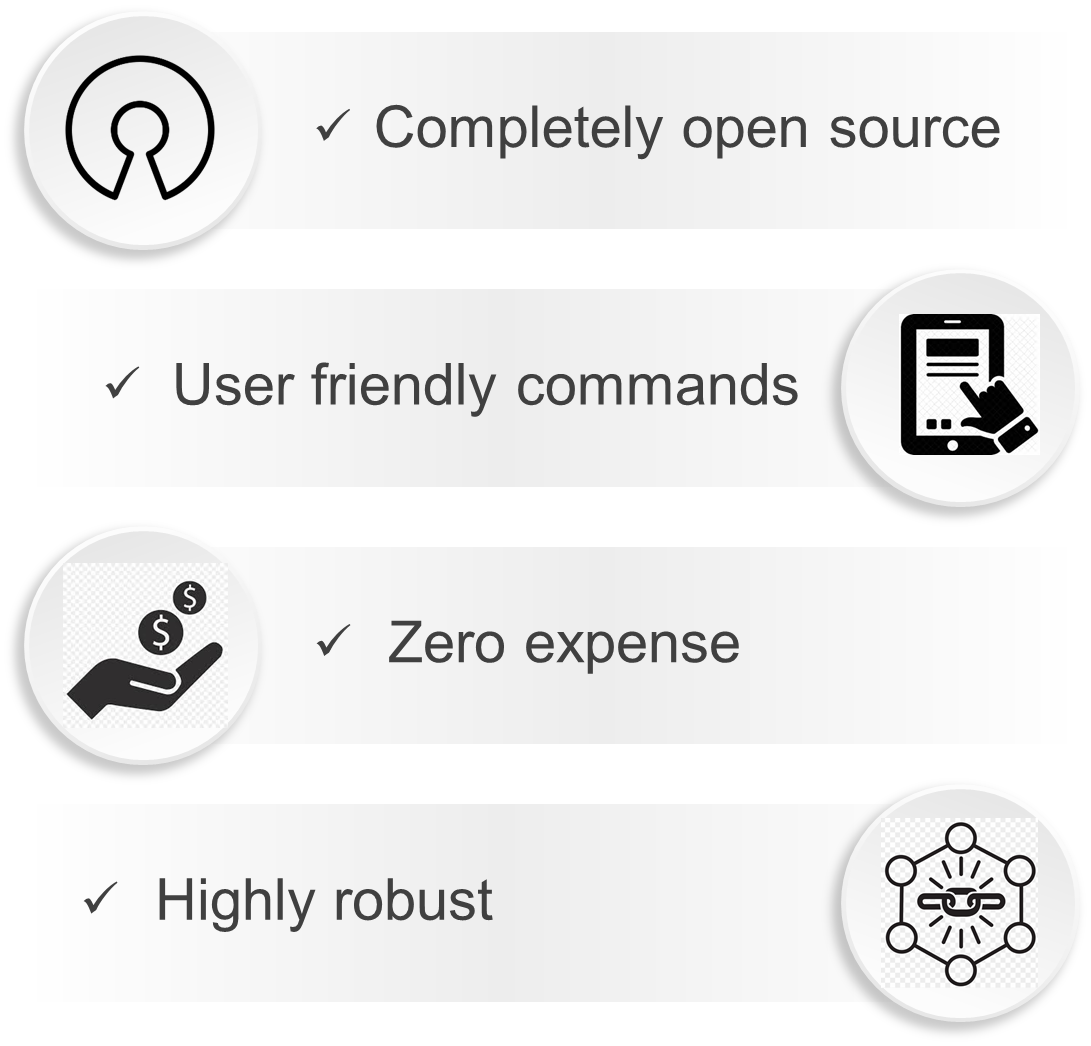 ✓ Completely open source
✓ User friendly commands
$ $
✓ Zero expense
✓ Highly robust